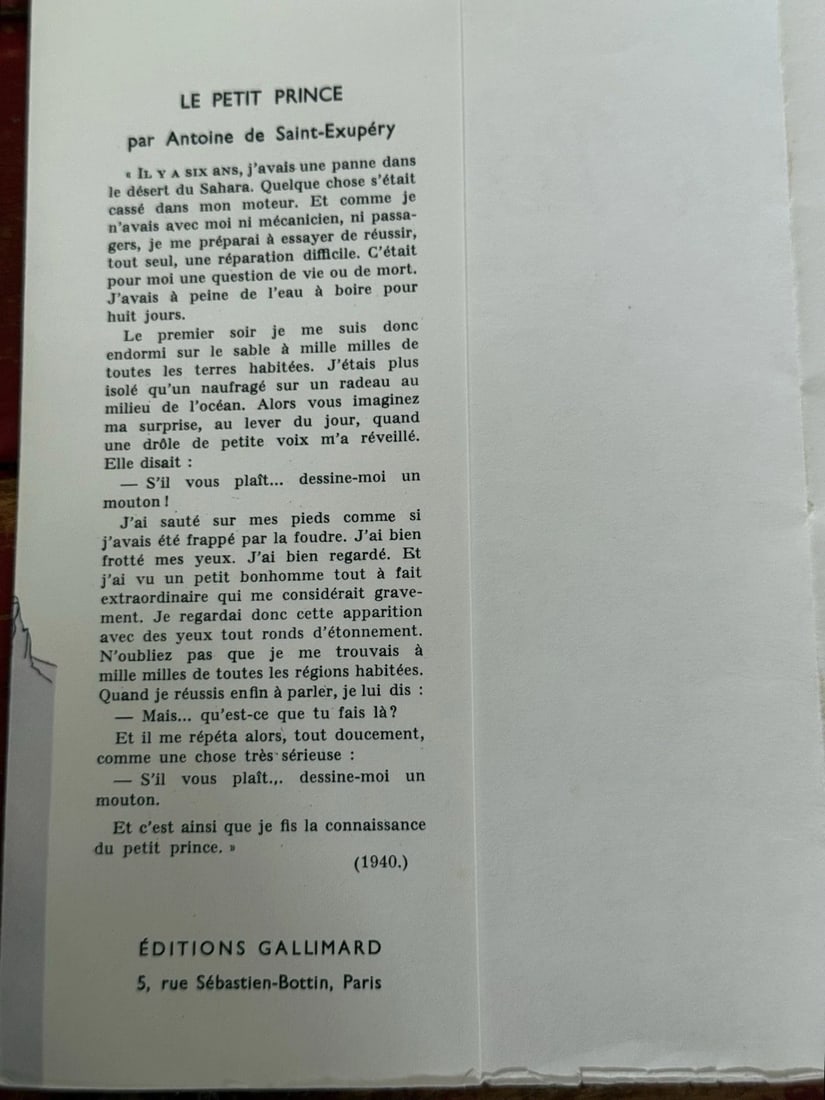 LE PETIT PRINCE
par Antoine de Saint-Exupéry
« IL Y A SIX ANS, j'avais une panne dans
le désert du Sahara. Quelque chose s'était
cassé dans mon moteur. Et comme je
n'avais avec moi ni mécanicien, ni passa-
gers, je me préparai à essayer de réussir,
tout seul, une réparation difficile. C'était
pour moi une question de vie ou de mort.
J'avais à peine de l'eau à boire pour
huit jours.
Le premier soir je me suis donc
endormi sur le sable à mille milles de
toutes les terres habitées. J'étais plus
isolé qu'un naufragé sur un radeau au
milieu de l'océan. Alors vous imaginez
ma surprise, au lever du jour, quand
une drôle de petite voix m'a réveillé.
Elle disait :
— S'il vous plaît... dessine-moi un
mouton !
J'ai sauté sur mes pieds comme si
j'avais été frappé par la foudre. J'ai bien
frotté mes yeux. J'ai bien regardé. Et
j'ai vu un petit bonhomme tout à fait
extraordinaire qui me considérait grave-
ment. Je regardai donc cette apparition
avec des yeux tout ronds d'étonnement.
N'oubliez pas que je me trouvais à
mille milles de toutes les régions habitées.
Quand je réussis enfin à parler, je lui dis :
— Mais... qu'est-ce que tu fais là?
Et il me répéta alors, tout doucement,
comme une chose très sérieuse :
— S'il vous plaît... dessine-moi un
mouton.
Et c'est ainsi que je fis la connaissance
du petit prince. »
(1940.)
ÉDITIONS GALLIMARD
5, rue Sébastien-Bottin, Paris